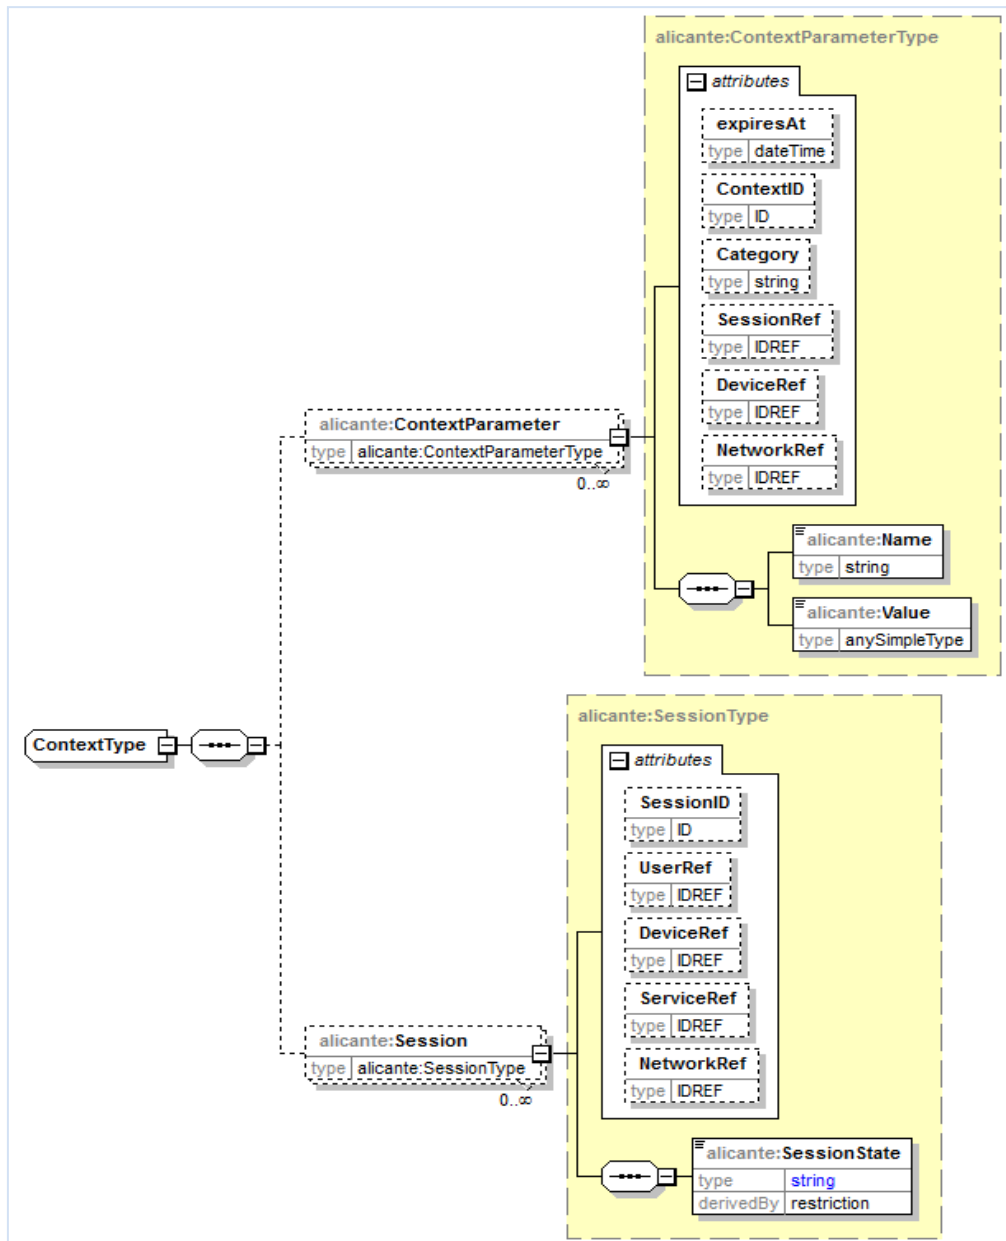 alicante:ContextParameterType
attributes
expiresAt
type dateTime
ContextID
type ID
Category
type string
SessionRef
type IDREF
DeviceRef
type IDREF
NetworkRef
type IDREF
alicante:ContextParameter
type alicante:ContextParameterType
0..∞
alicante:Name
type string
alicante:Value
type anySimpleType
ContextType
alicante:SessionType
attributes
SessionID
type ID
UserRef
type IDREF
DeviceRef
type IDREF
ServiceRef
type IDREF
NetworkRef
type IDREF
alicante:Session
type alicante:SessionType
0..∞
alicante:SessionState
type string
derivedBy restriction